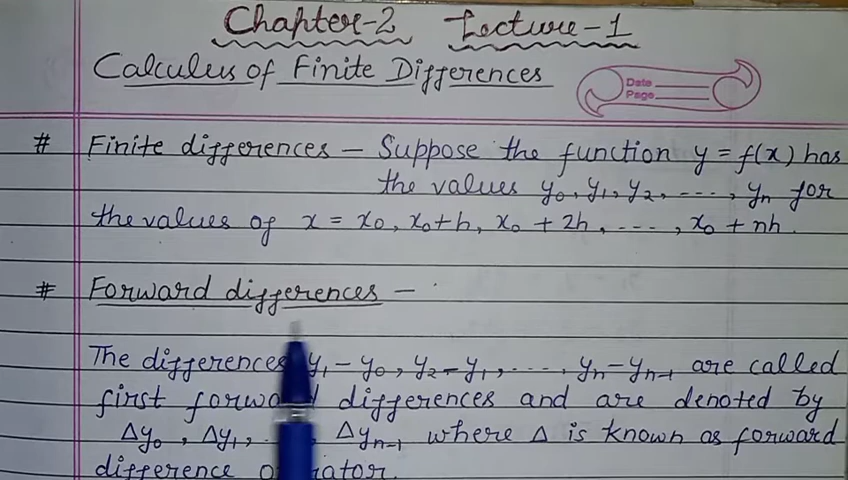 Chapter-2 Lecture-1
Calculus of Finite Differences
Date
Page
# Finite differences — Suppose the function y = f(x) has
the values y₀, y₁, y₂, ...., yₙ for
the values of x = x₀, x₀+h, x₀ + 2h, ...., x₀ + nh.
# Forward differences —
The differences y₁ - y₀, y₂ - y₁, ...., yₙ - yₙ₋₁ are called
first differences and are denoted by
Δy₀, Δy₁, Δyₙ₋₁ where Δ is known as forward
difference